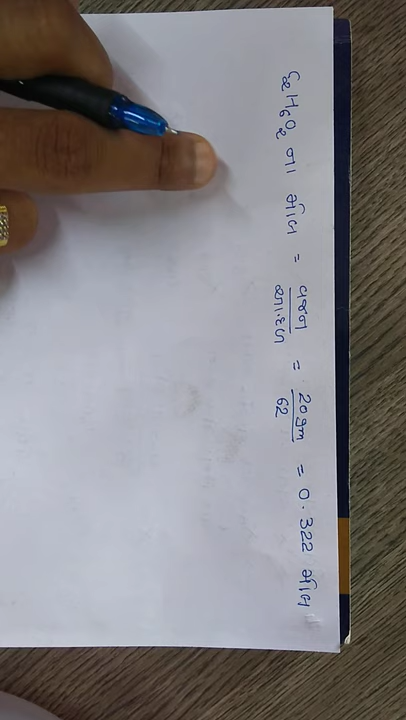 C₂H₆O₂ ના મોલ = વજન / અા.દળ = 20gm / 62 = 0.322 મોલ